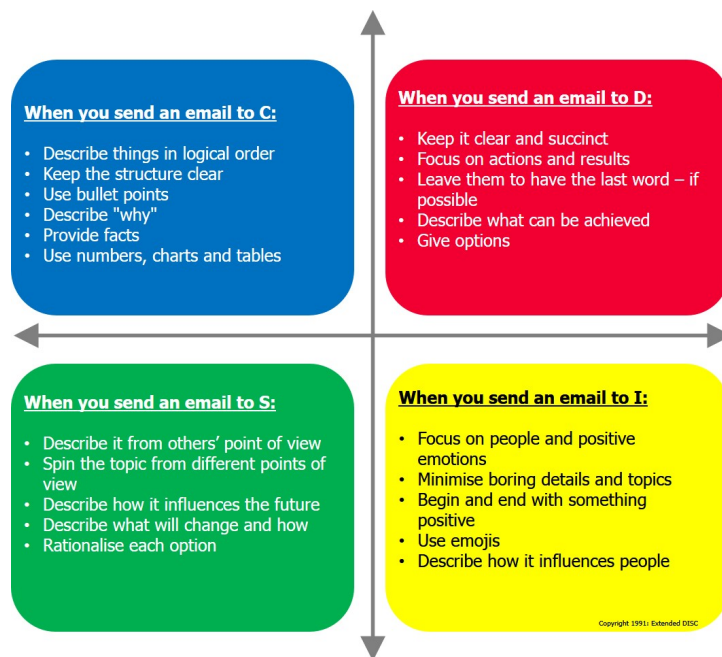 When you send an email to C:
• Describe things in logical order
• Keep the structure clear
• Use bullet points
• Describe "why"
• Provide facts
• Use numbers, charts and tables
When you send an email to D:
• Keep it clear and succinct
• Focus on actions and results
• Leave them to have the last word – if
possible
• Describe what can be achieved
• Give options
When you send an email to S:
• Describe it from others’ point of view
• Spin the topic from different points of
view
• Describe how it influences the future
• Describe what will change and how
• Rationalise each option
When you send an email to I:
• Focus on people and positive
emotions
• Minimise boring details and topics
• Begin and end with something
positive
• Use emojis
• Describe how it influences people
Copyright 1991: Extended DISC